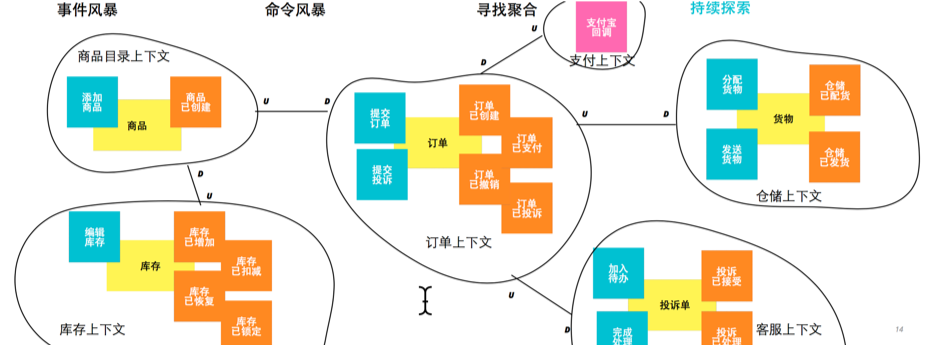 事件风暴
命令风暴
寻找聚合
持续探索
商品目录上下文
添加
商品
商品
商品
已创建
U
D
D
U
支付宝
回调
支付上下文
U
D
提交
订单
提交
投诉
订单
订单
已创建
订单
已支付
订单
已撤销
订单
已投诉
订单上下文
U
D
分配
货物
发送
货物
货物
仓储
已配货
仓储
已发货
仓储上下文
编辑
库存
库存
库存
已增加
库存
已扣减
库存
已恢复
库存
已锁定
库存上下文
U
D
加入
待办
完成
处理
投诉单
投诉
已接受
投诉
已处理
客服上下文
14